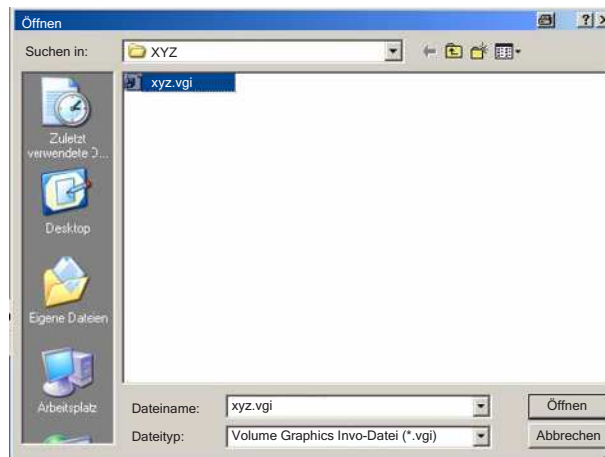 Öffnen
?
Suchen in:
XYZ
xyz.vgi
Zuletzt
verwendete D...
Desktop
Eigene Dateien
Arbeitsplatz
Dateiname:
xyz.vgi
Öffnen
Dateityp:
Volume Graphics Invo-Datei (*.vgi)
Abbrechen